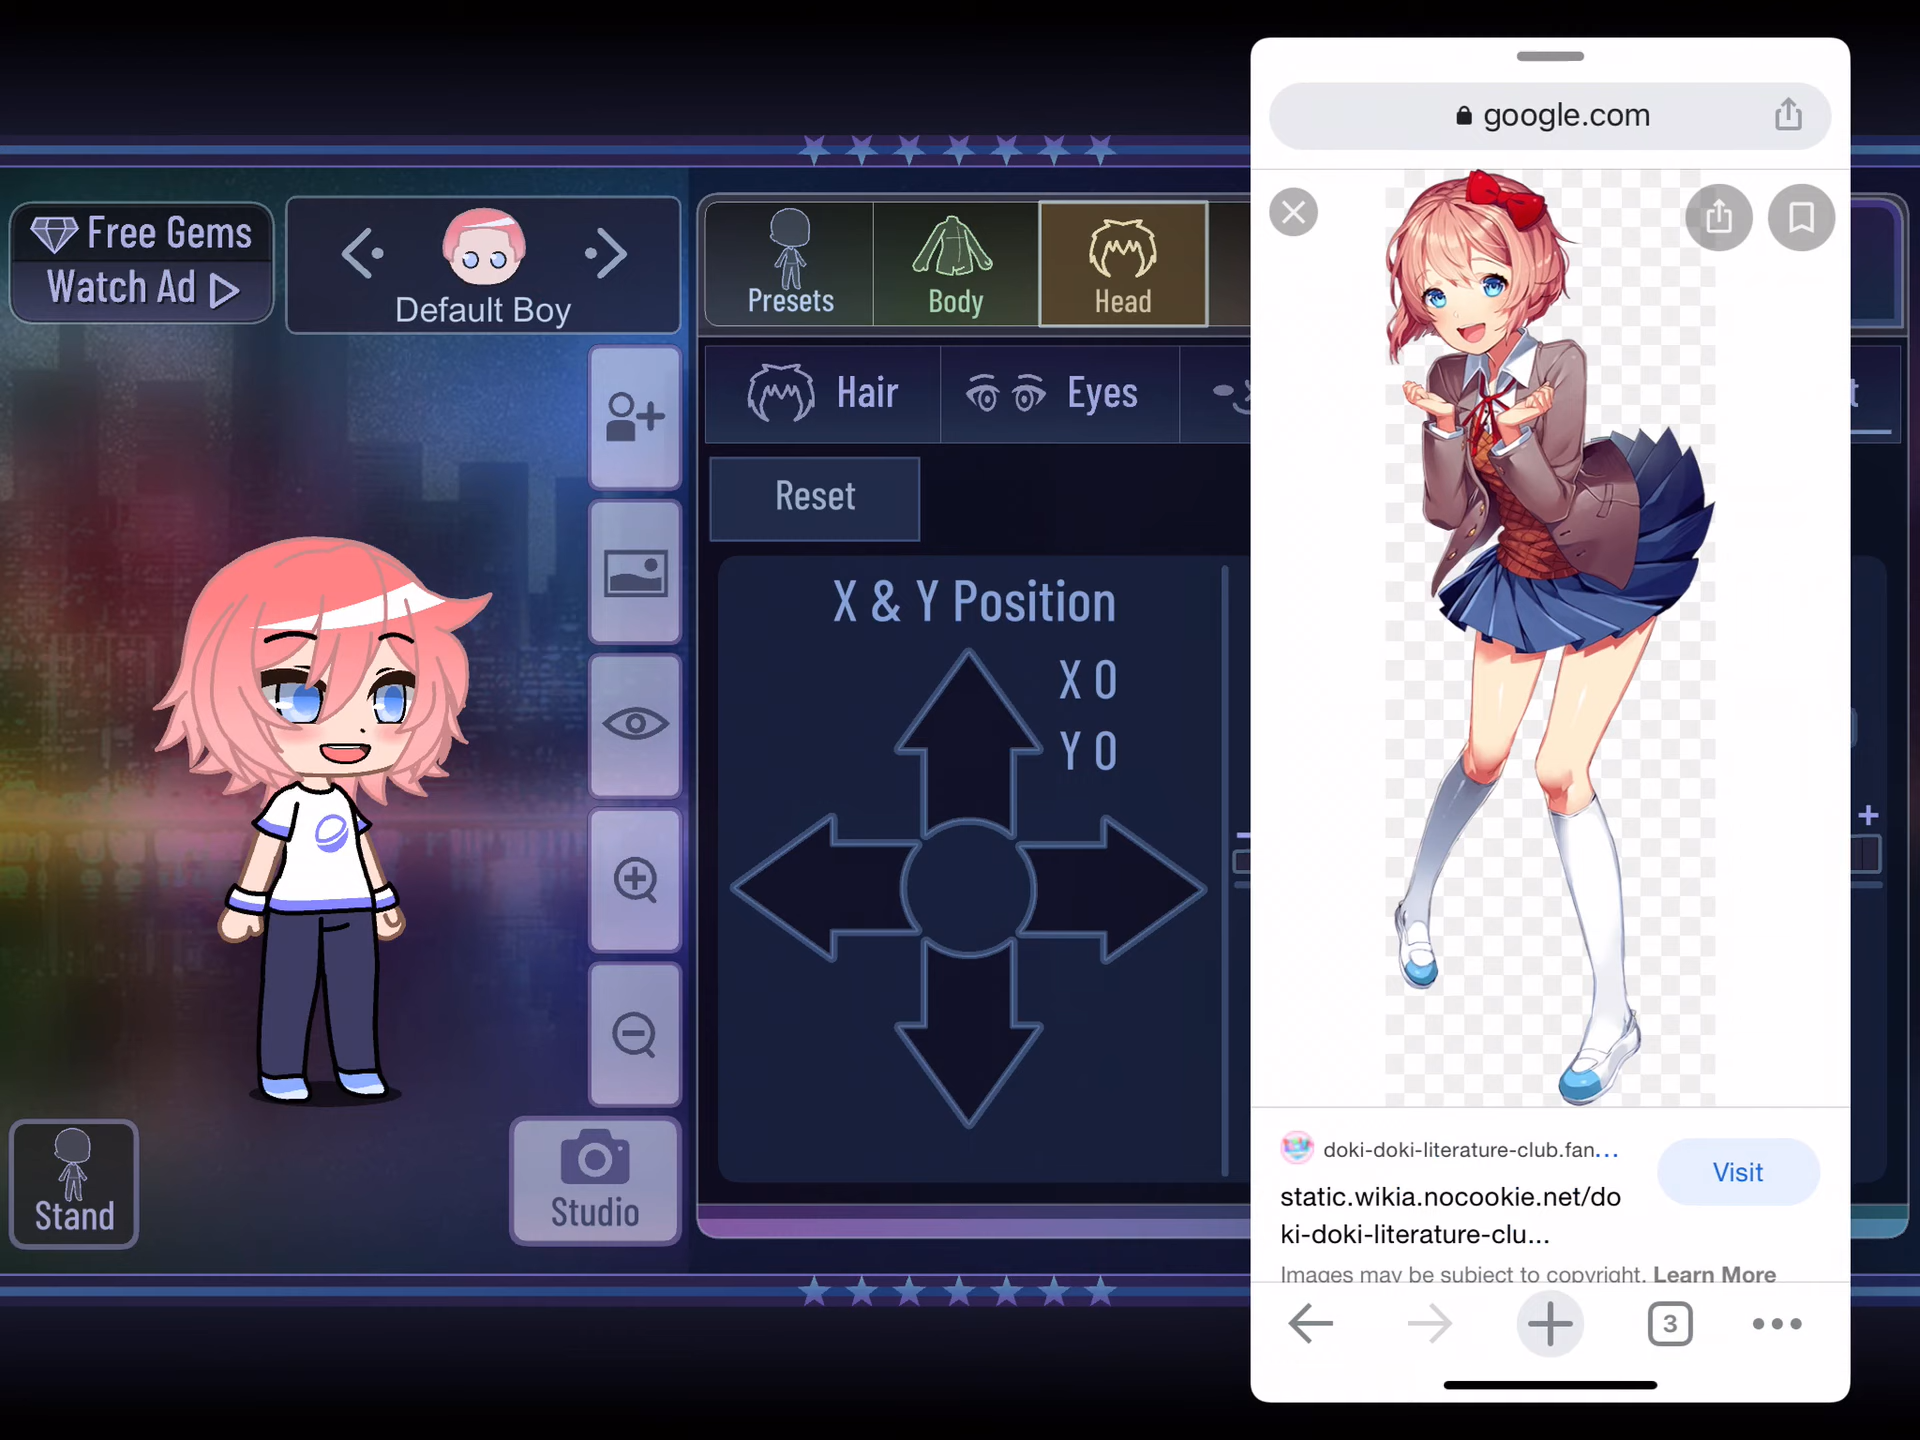 Free Gems
Watch Ad
Default Boy
Presets
Body
Head
Hair
Eyes
Reset
X & Y Position
X 0
Y 0
Stand
Studio
google.com
doki-doki-literature-club.fan...
Visit
static.wikia.nocookie.net/do
ki-doki-literature-clu...
Images may be subject to copyright. Learn More
3